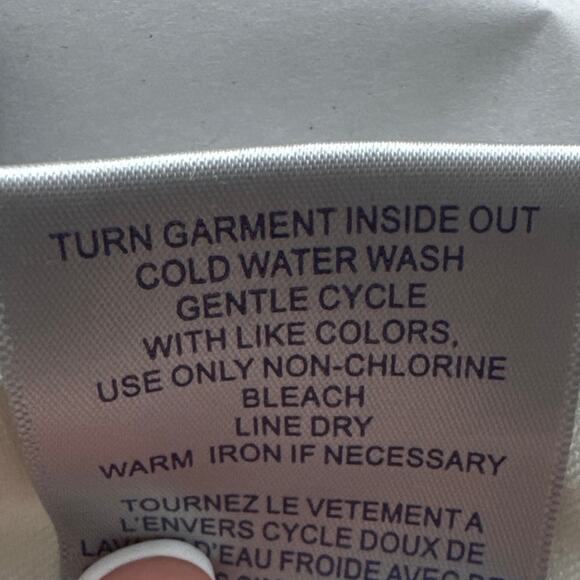 TURN GARMENT INSIDE OUT
COLD WATER WASH
GENTLE CYCLE
WITH LIKE COLORS,
USE ONLY NON-CHLORINE
BLEACH
LINE DRY
WARM IRON IF NECESSARY
TOURNEZ LE VETEMENT A
L'ENVERS CYCLE DOUX DE
D'EAU FROIDE AVEC